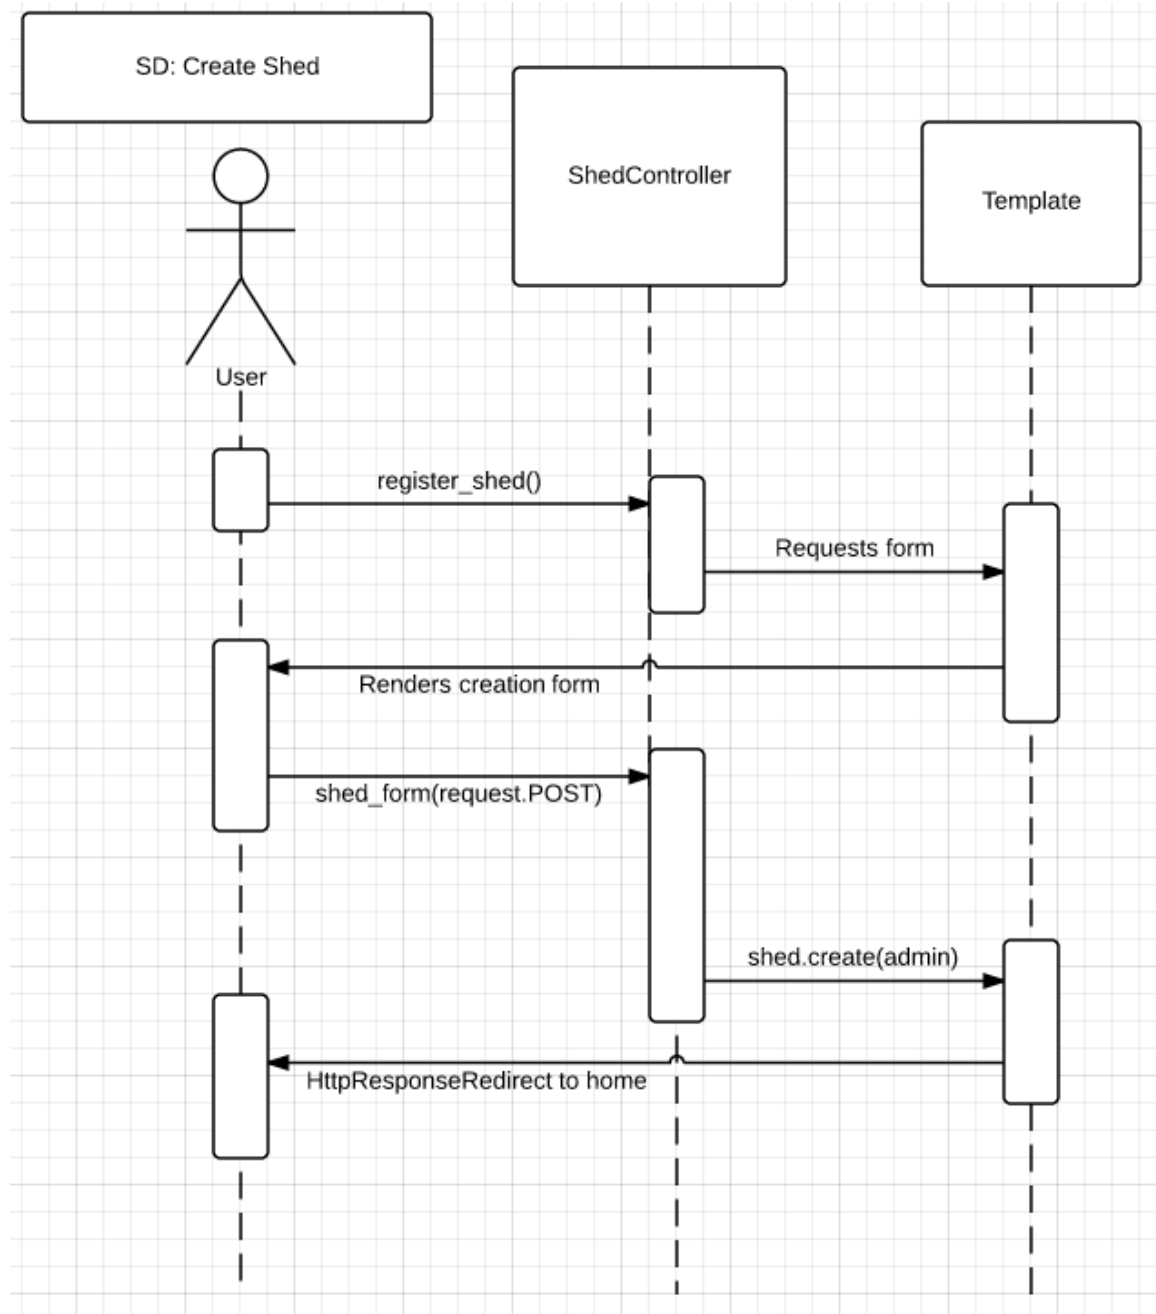 SD: Create Shed
ShedController
Template
User
register_shed()
Requests form
Renders creation form
shed_form(request.POST)
shed.create(admin)
HttpResponseRedirect to home